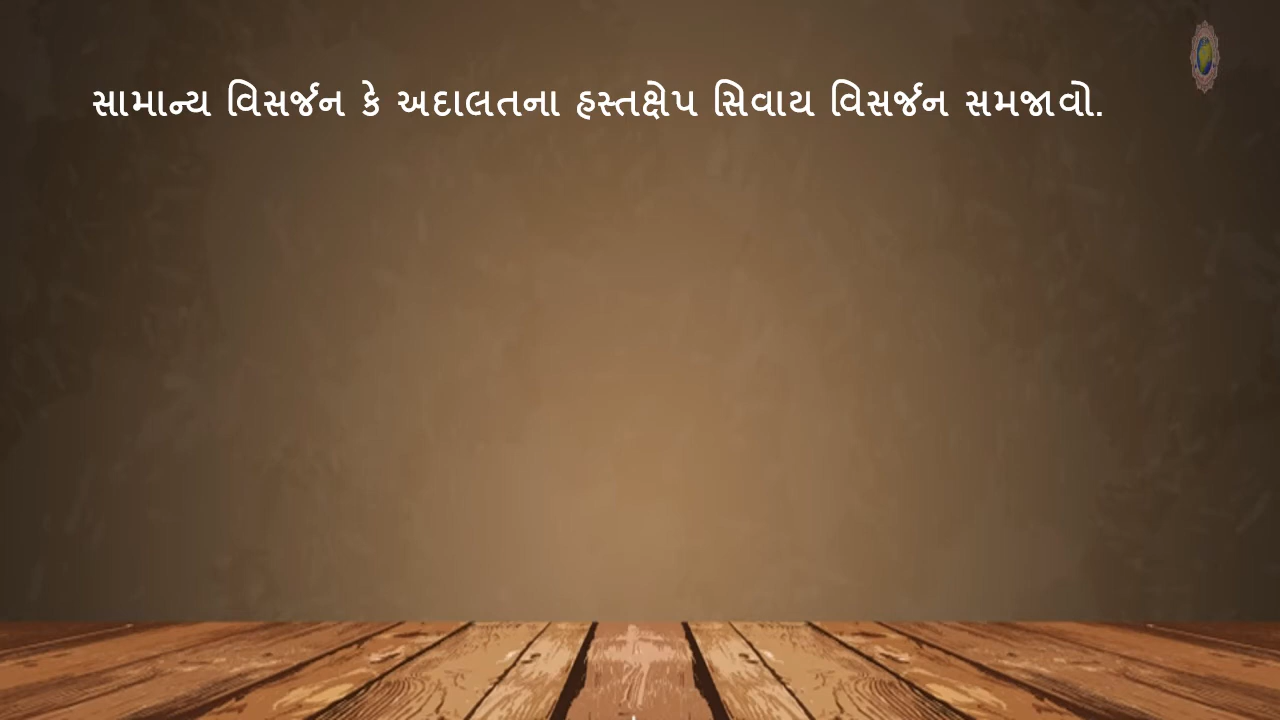 સામાન્ય વિસર્જન કે અદાલતના હસ્તક્ષેપ સિવાય વિસર્જન સમજાવો.